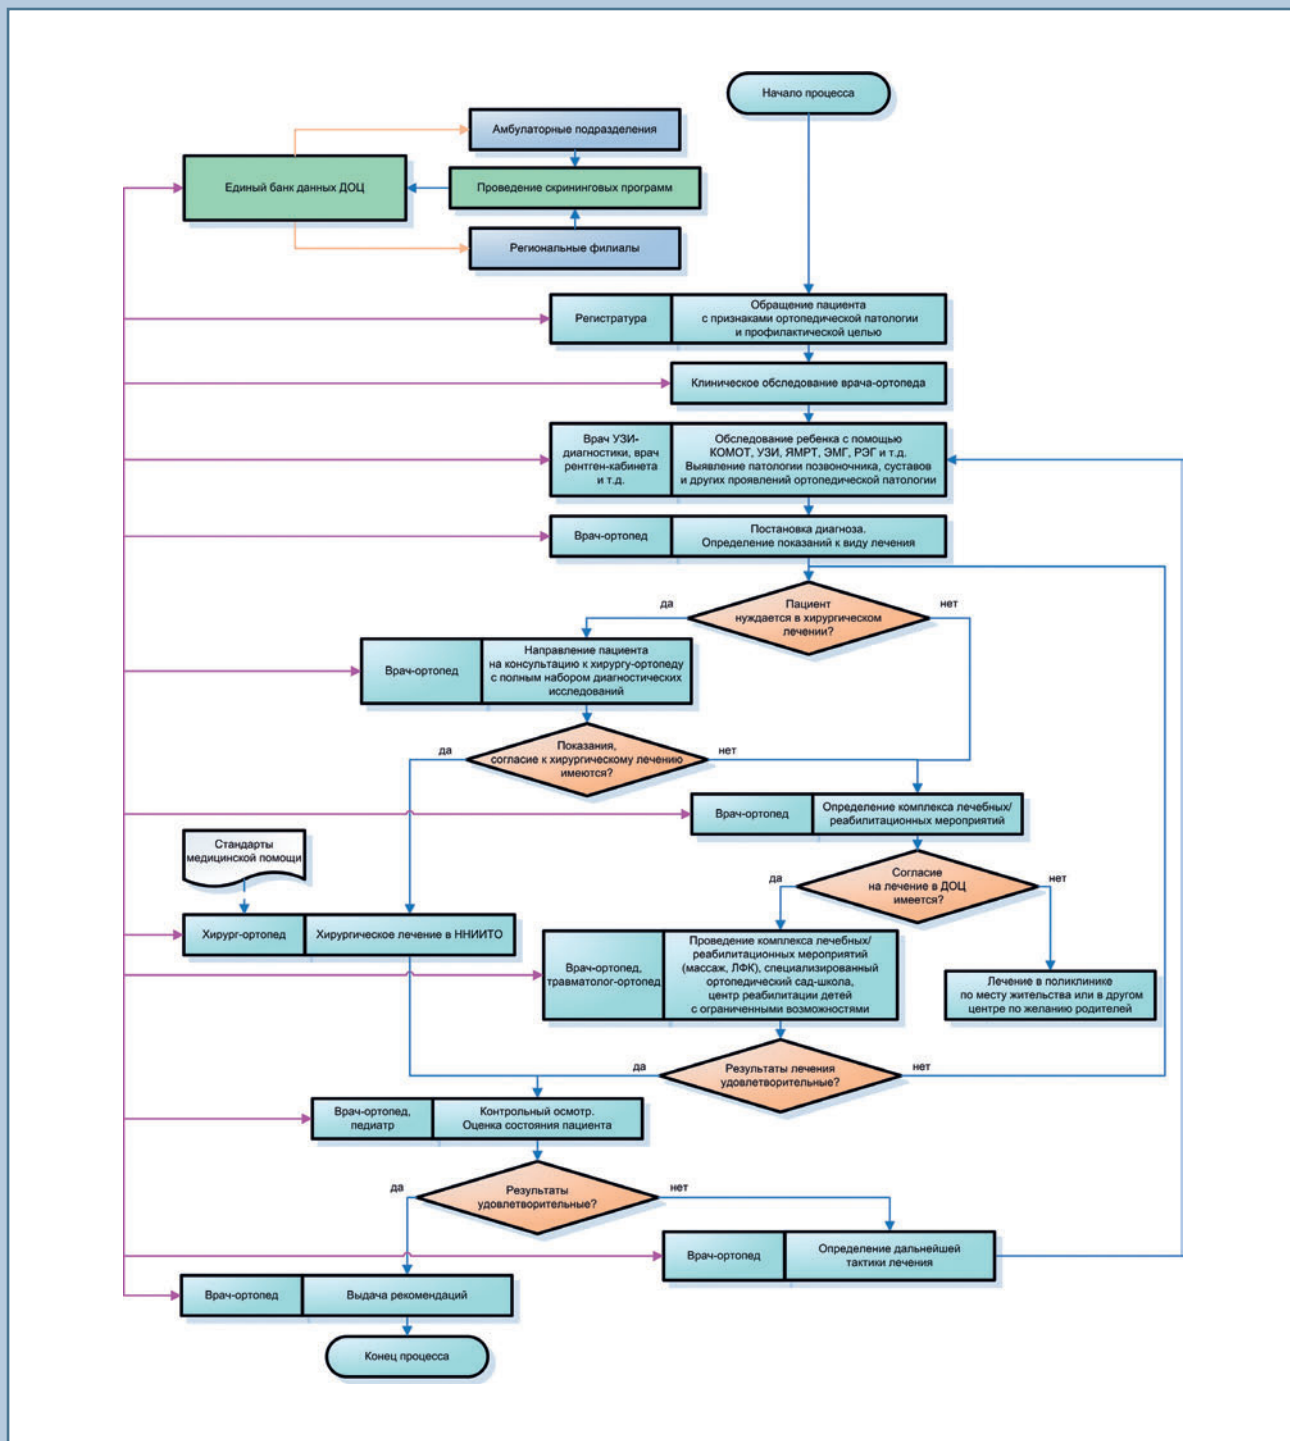 Начало процесса
Амбулаторные подразделения
Единый банк данных ДОЦ
Проведение скрининговых программ
Региональные филиалы
Регистратура
Обращение пациента
с признаками ортопедической патологии
и профилактической целью
Клиническое обследование врача-ортопеда
Врач УЗИ-
диагностики, врач
рентген-кабинета
и т.д.
Обследование ребенка с помощью
КОМОТ, УЗИ, ЯМРТ, ЭМГ, РЭГ и т.д.
Выявление патологии позвоночника, суставов
и других проявлений ортопедической патологии
Врач-ортопед
Постановка диагноза.
Определение показаний к виду лечения
да
Пациент
нуждается в хирургическом
лечении?
нет
Врач-ортопед
Направление пациента
на консультацию к хирургу-ортопеду
с полным набором диагностических
исследований
да
Показания,
согласие к хирургическому лечению
имеются?
нет
Врач-ортопед
Определение комплекса лечебных/
реабилитационных мероприятий
Стандарты
медицинской помощи
да
Согласие
на лечение в ДОЦ
имеется?
нет
Хирург-ортопед
Хирургическое лечение в ННИИТО
Врач-ортопед,
травматолог-ортопед
Проведение комплекса лечебных/
реабилитационных мероприятий
(массаж, ЛФК), специализированный
ортопедический сад-школа,
центр реабилитации детей
с ограниченными возможностями
Лечение в поликлинике
по месту жительства или в другом
центре по желанию родителей
да
Результаты лечения
удовлетворительные?
нет
Врач-ортопед,
педиатр
Контрольный осмотр.
Оценка состояния пациента
да
Результаты
удовлетворительные?
нет
Врач-ортопед
Определение дальнейшей
тактики лечения
Врач-ортопед
Выдача рекомендаций
Конец процесса